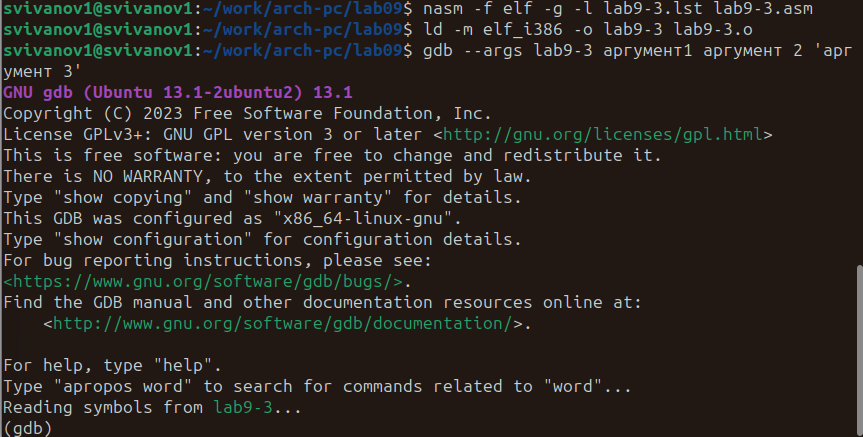 svivanov1@svivanov1:~/work/arch-pc/lab09$ nasm -f elf -g -l lab9-3.lst lab9-3.asm
svivanov1@svivanov1:~/work/arch-pc/lab09$ ld -m elf_i386 -o lab9-3 lab9-3.o
svivanov1@svivanov1:~/work/arch-pc/lab09$ gdb --args lab9-3 аргумент1 аргумент 2 'арг
умент 3'
GNU gdb (Ubuntu 13.1-2ubuntu2) 13.1
Copyright (C) 2023 Free Software Foundation, Inc.
License GPLv3+: GNU GPL version 3 or later <http://gnu.org/licenses/gpl.html>
This is free software: you are free to change and redistribute it.
There is NO WARRANTY, to the extent permitted by law.
Type "show copying" and "show warranty" for details.
This GDB was configured as "x86_64-linux-gnu".
Type "show configuration" for configuration details.
For bug reporting instructions, please see:
<https://www.gnu.org/software/gdb/bugs/>.
Find the GDB manual and other documentation resources online at:
    <http://www.gnu.org/software/gdb/documentation/>.

For help, type "help".
Type "apropos word" to search for commands related to "word"...
Reading symbols from lab9-3...
(gdb)